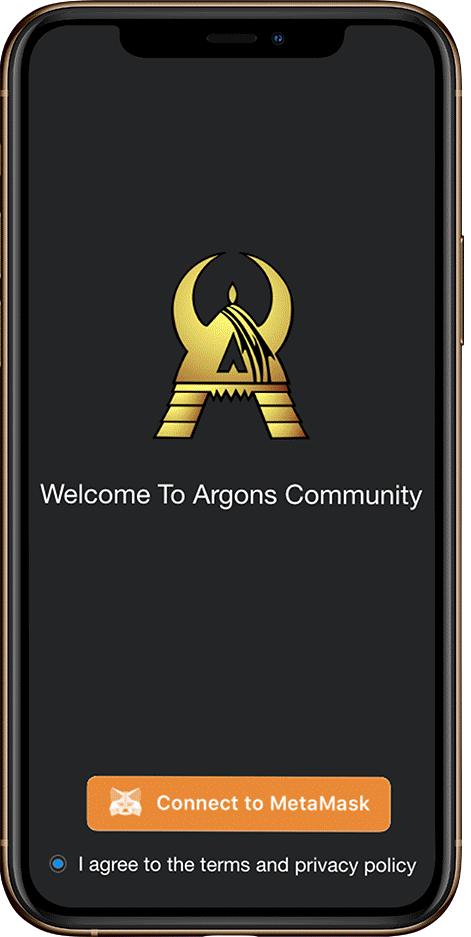 Welcome To Argons Community
Connect to MetaMask
I agree to the terms and privacy policy